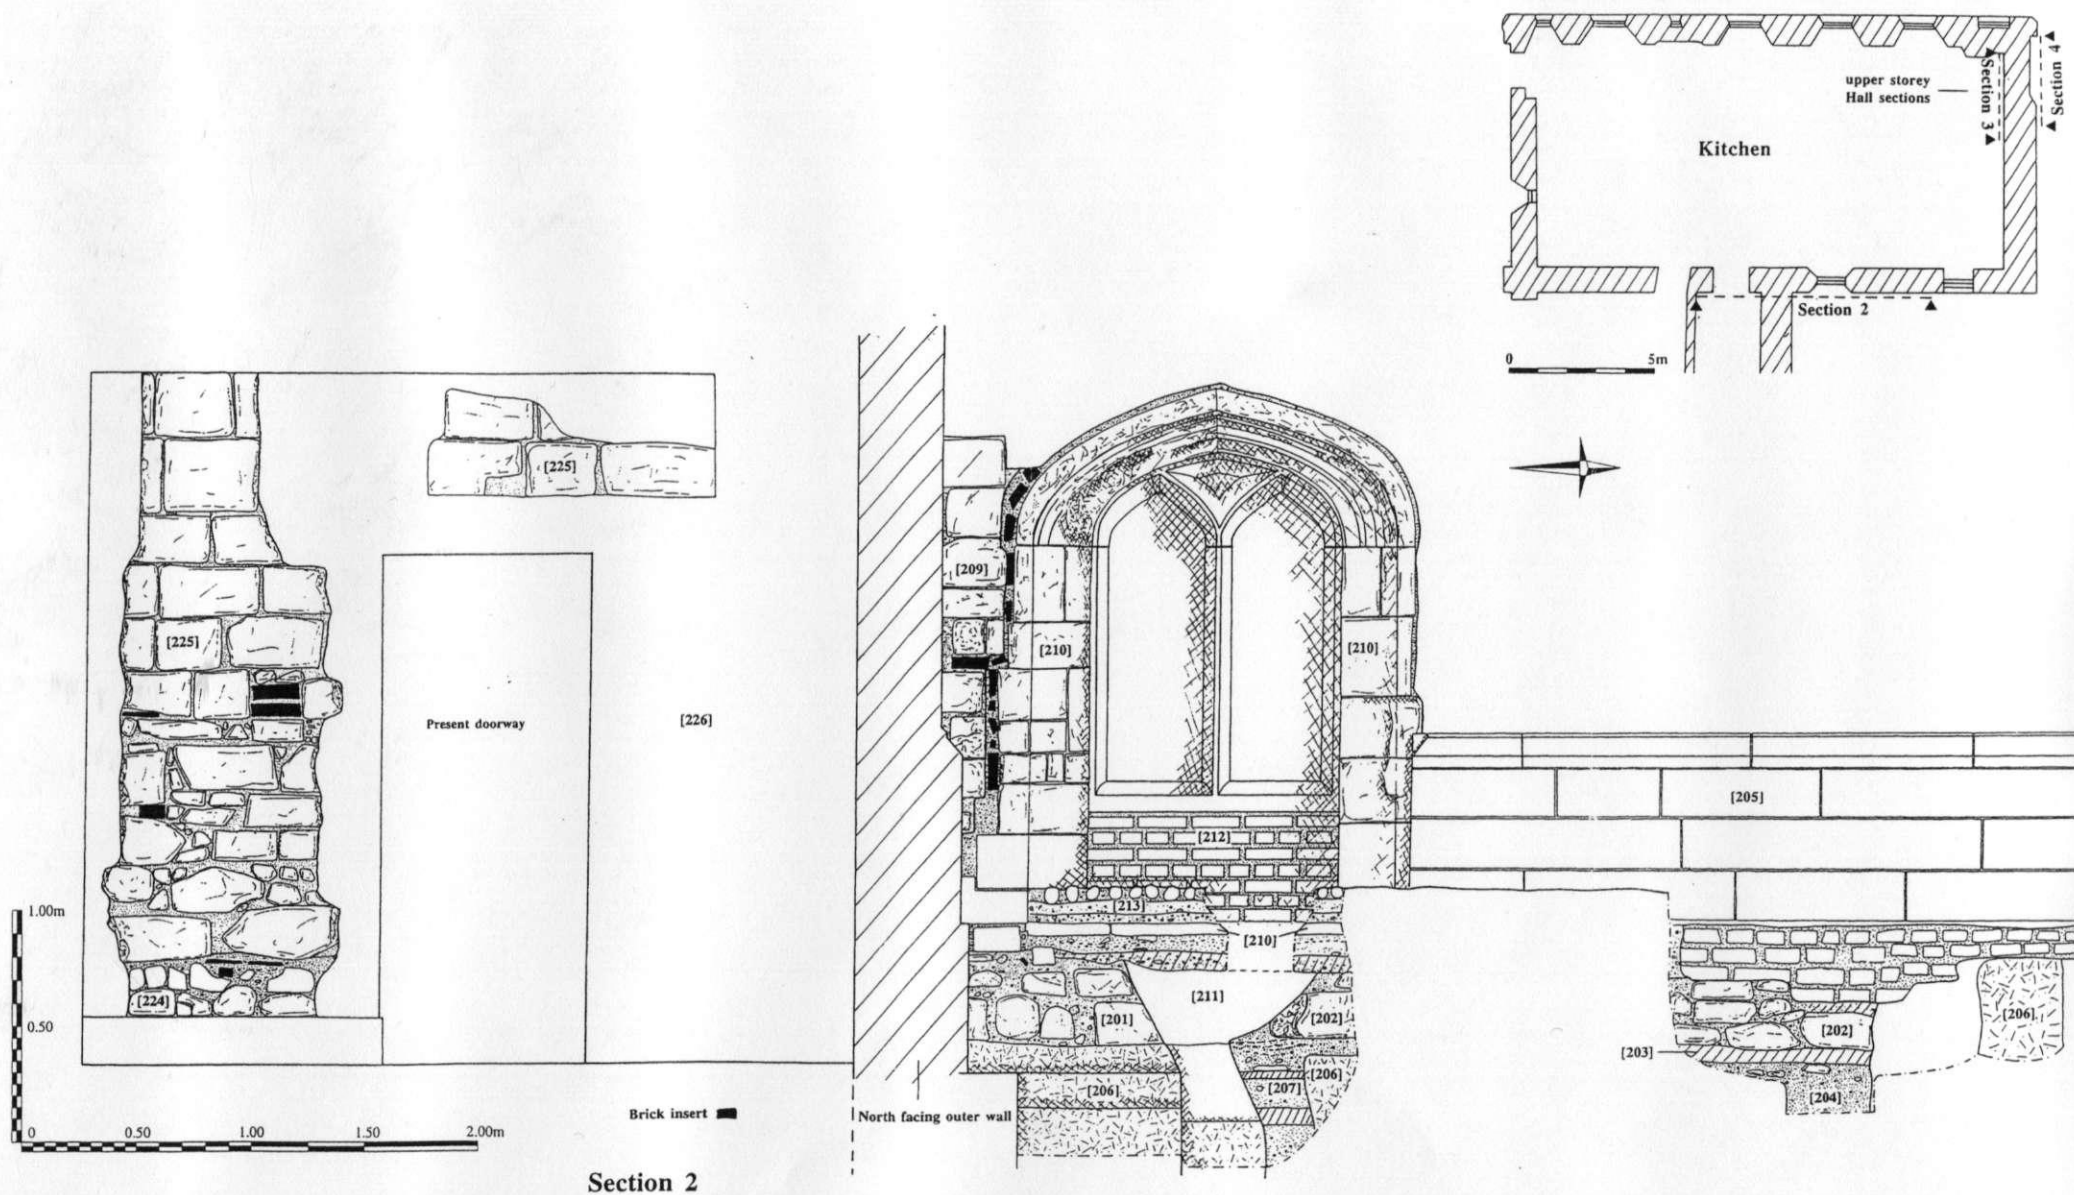 upper storey
Hall sections
Section 3
Section 4
Kitchen
Section 2
0 5m
[225]
[209]
[225]
[210]
[210]
Present doorway
[226]
[205]
[212]
1.00m
[213]
[210]
[211]
[224]
[201]
[202]
[202]
[206]
0.50
[203]
[206]
[207]
[206]
[204]
Brick insert
North facing outer wall
0 0.50 1.00 1.50 2.00m
Section 2